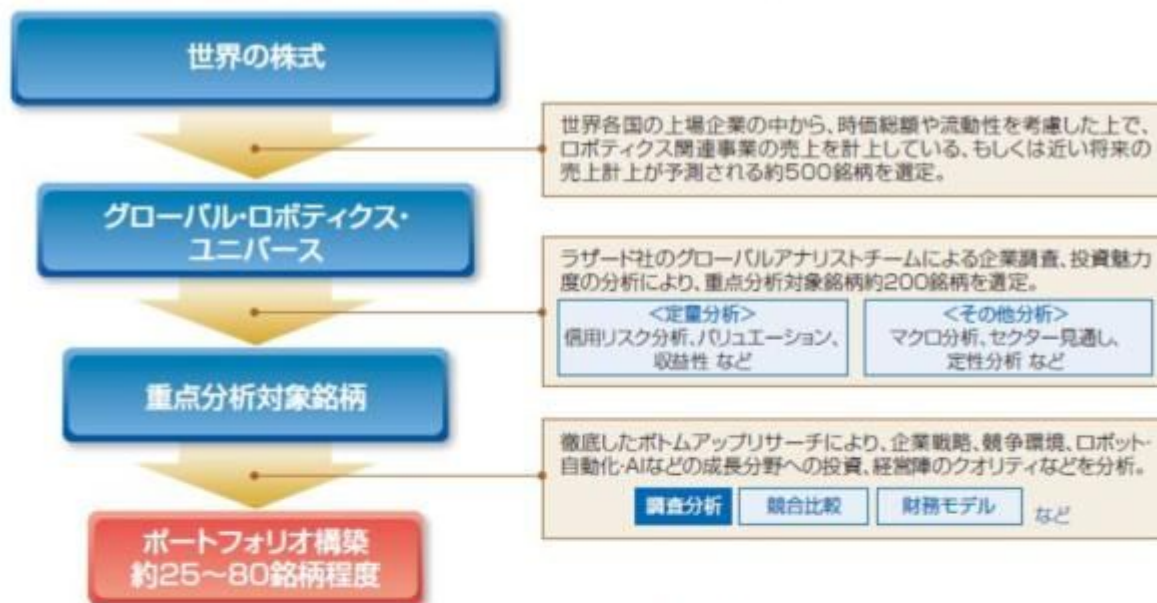 世界の株式
世界各国の上場企業の中から、時価総額や流動性を考慮した上で、
ロボティクス関連事業の売上を計上している、もしくは近い将来の
売上計上が予測される約500銘柄を選定。
グローバル・ロボティクス・
ユニバース
ラザード社のグローバルアナリストチームによる企業調査、投資魅力
度の分析により、重点分析対象銘柄約200銘柄を選定。
<定量分析>
信用リスク分析、バリュエーション、
収益性 など
<その他分析>
マクロ分析、セクター見通し、
定性分析 など
重点分析対象銘柄
徹底したボトムアップリサーチにより、企業戦略、競争環境、ロボット・
自動化・AIなどの成長分野への投資、経営陣のクオリティなどを分析。
調査分析
競合比較
財務モデル
など
ポートフォリオ構築
約25～80銘柄程度